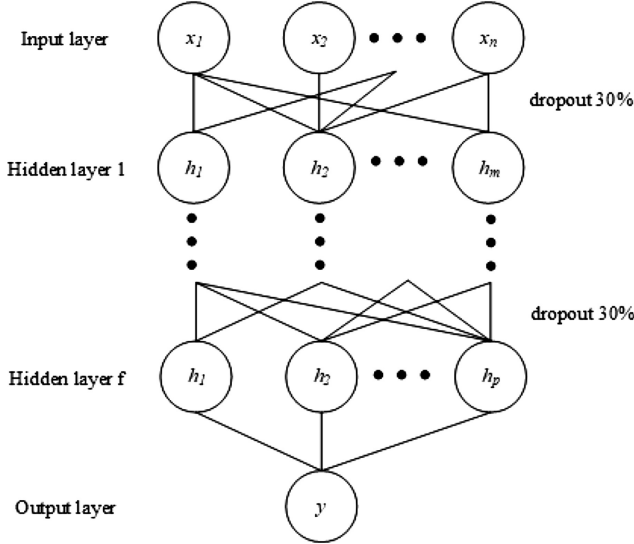 Input layer x1 x2 xn
dropout 30%
Hidden layer 1 h1 h2 hm
dropout 30%
Hidden layer f h1 h2 hp
Output layer y